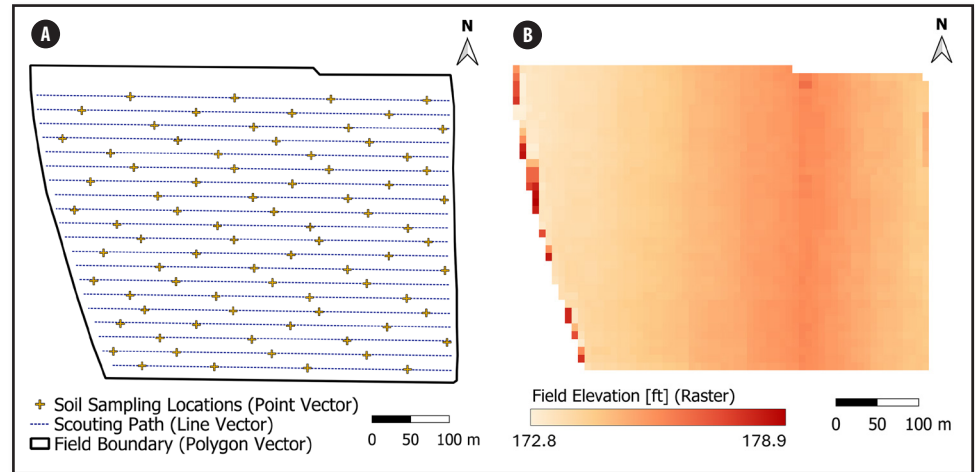 A
N
Soil Sampling Locations (Point Vector)
Scouting Path (Line Vector)
Field Boundary (Polygon Vector)
0 50 100 m
B
N
Field Elevation [ft] (Raster)
172.8 178.9
0 50 100 m